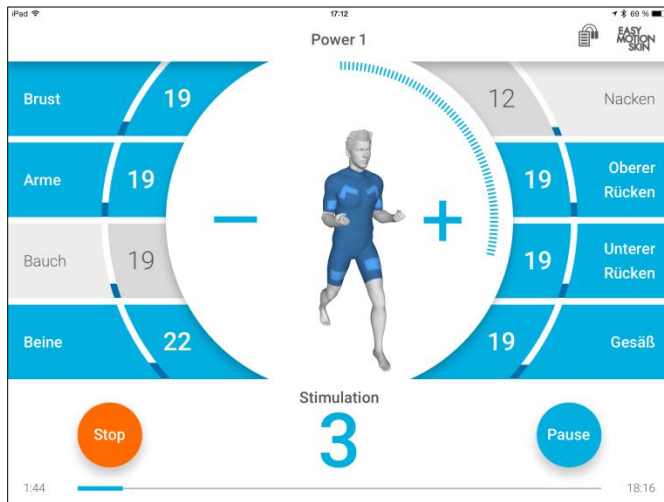 iPad 17:12 69 %
Power 1
EASY
MOTION
SKIN
Brust 19
12 Nacken
Arme 19
19 Oberer
Rücken
Bauch 19
19 Unterer
Rücken
Beine 22
19 Gesäß
− +
Stimulation
3
Stop
Pause
1:44 18:16